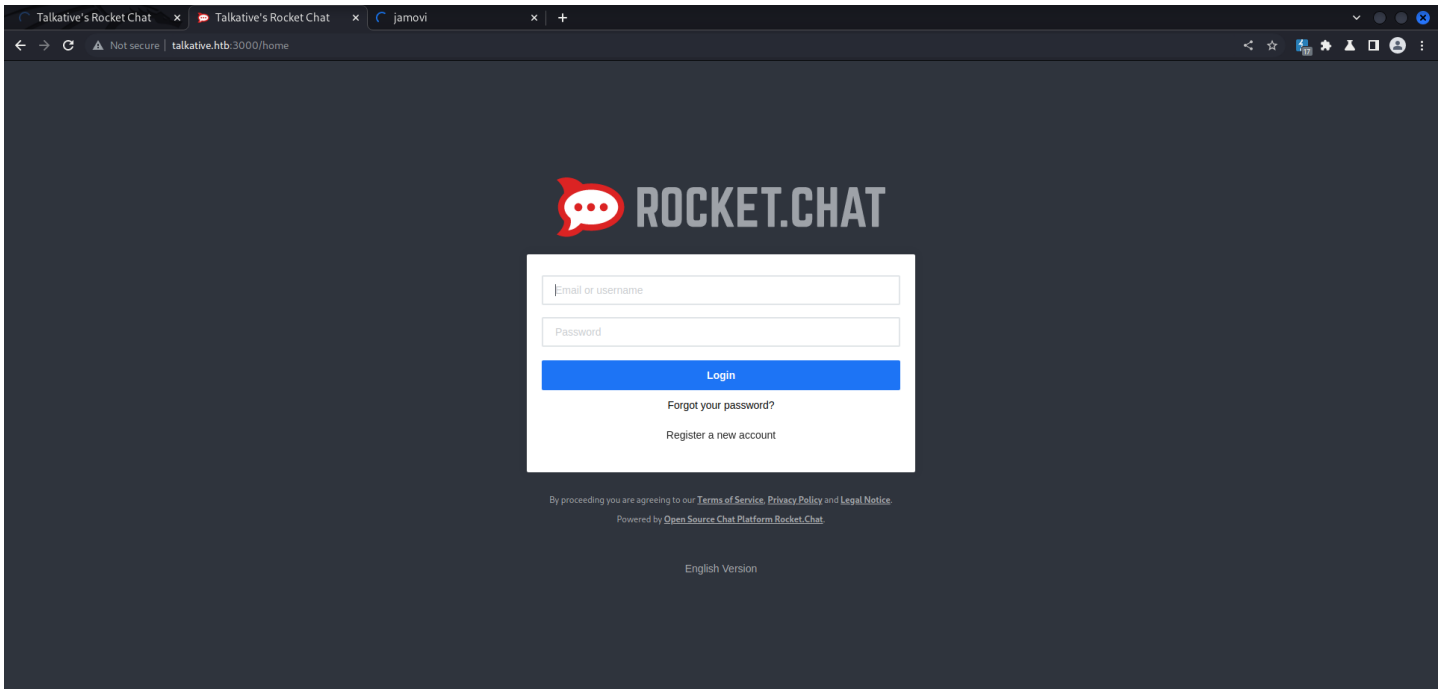 Talkative's Rocket Chat
Talkative's Rocket Chat
jamovi
Not secure talkative.htb:3000/home
17
ROCKET.CHAT
Email or username
Password
Login
Forgot your password?
Register a new account
By proceeding you are agreeing to our Terms of Service, Privacy Policy and Legal Notice.
Powered by Open Source Chat Platform Rocket.Chat.
English Version